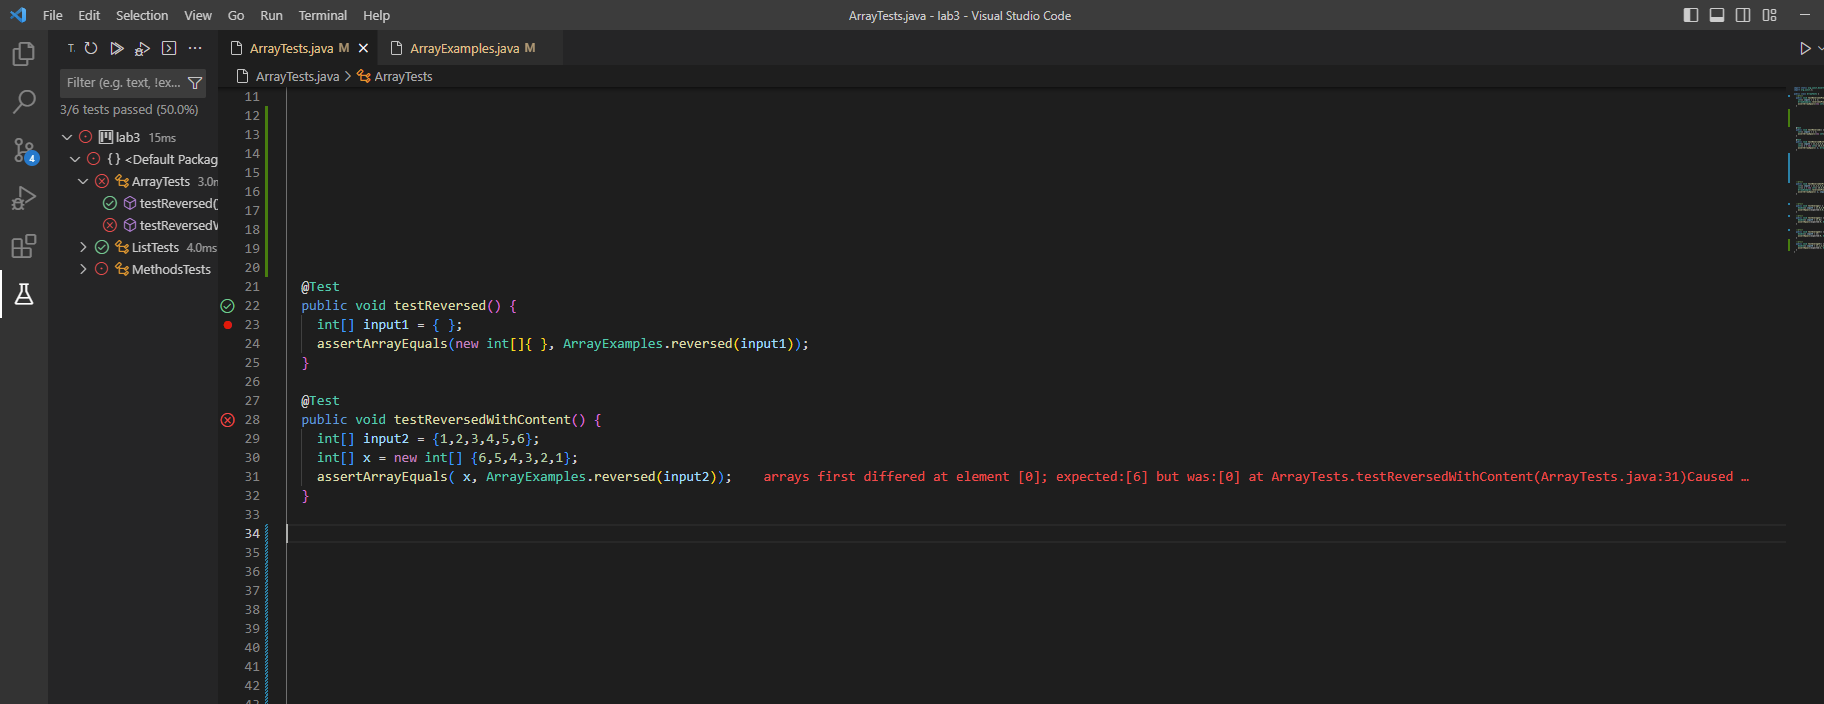 File Edit Selection View Go Run Terminal Help
ArrayTests.java - lab3 - Visual Studio Code
T.
ArrayTests.java M
ArrayExamples.java M
Filter (e.g. text, !ex...
3/6 tests passed (50.0%)
lab3 15ms
{} <Default Packag
ArrayTests 3.0m
testReversed()
testReversedW
ListTests 4.0ms
MethodsTests
4
ArrayTests.java > ArrayTests
11
12
13
14
15
16
17
18
19
20
21 @Test
22 public void testReversed() {
23 int[] input1 = { };
24 assertArrayEquals(new int[]{ }, ArrayExamples.reversed(input1));
25 }
26
27 @Test
28 public void testReversedWithContent() {
29 int[] input2 = {1,2,3,4,5,6};
30 int[] x = new int[] {6,5,4,3,2,1};
31 assertArrayEquals( x, ArrayExamples.reversed(input2)); arrays first differed at element [0]; expected:[6] but was:[0] at ArrayTests.testReversedWithContent(ArrayTests.java:31)Caused …
32 }
33
34
35
36
37
38
39
40
41
42
43